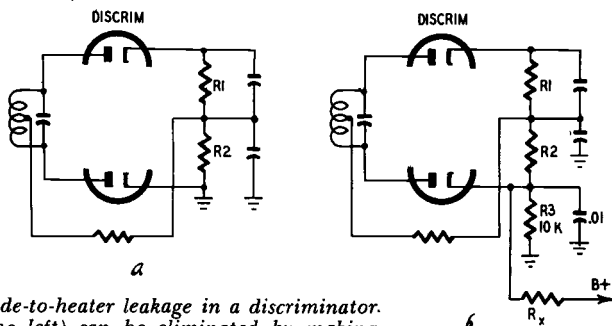 DISCRIM
DISCRIM
R1
R2
R1
R2
R3
10 K
.01
B+
Rx
a
b
de-to-heater leakage in a discriminator.
e left) can be eliminated by making